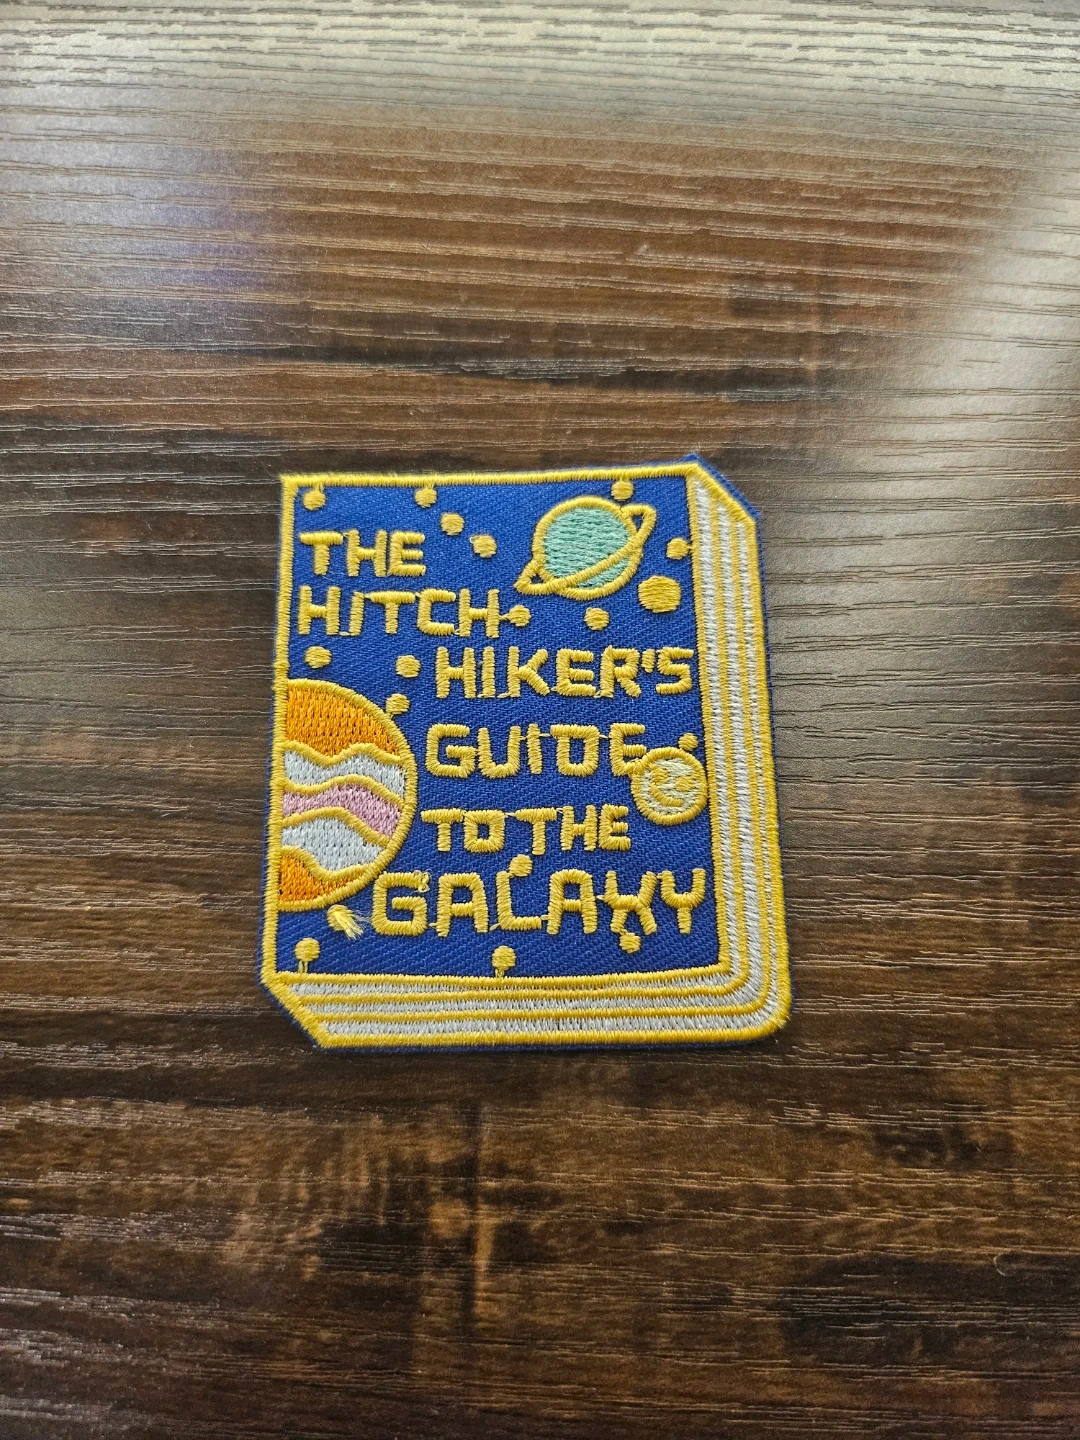 THE
HITCH-
HIKER'S
GUIDE
TO THE
GALAXY